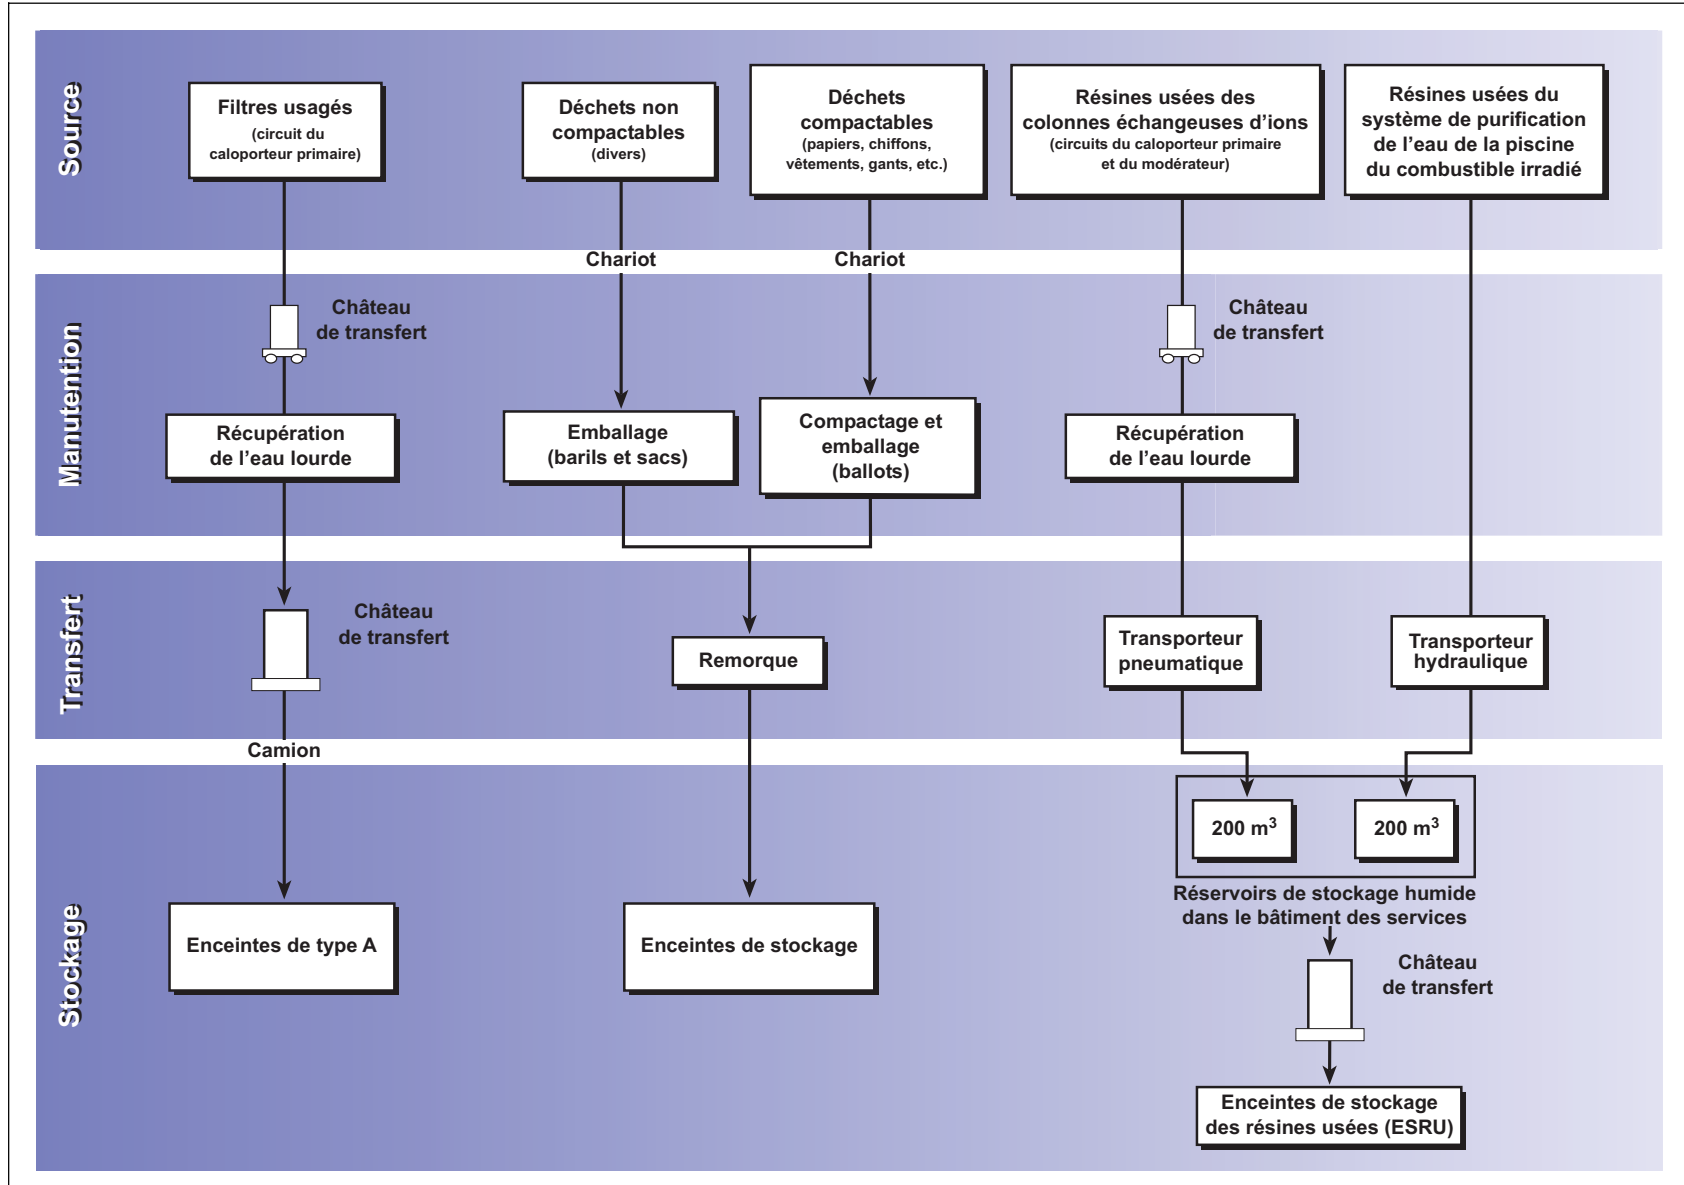 Source
Filtres usagés
(circuit du
caloporteur primaire)
Déchets non
compactables
(divers)
Déchets
compactables
(papiers, chiffons,
vêtements, gants, etc.)
Résines usées des
colonnes échangeuses d'ions
(circuits du caloporteur primaire
et du modérateur)
Résines usées du
système de purification
de l'eau de la piscine
du combustible irradié
Chariot
Chariot
Manutention
Château
de transfert
Château
de transfert
Récupération
de l'eau lourde
Emballage
(barils et sacs)
Compactage et
emballage
(ballots)
Récupération
de l'eau lourde
Transfert
Château
de transfert
Remorque
Transporteur
pneumatique
Transporteur
hydraulique
Camion
Stockage
200 m³
200 m³
Réservoirs de stockage humide
dans le bâtiment des services
Enceintes de type A
Enceintes de stockage
Château
de transfert
Enceintes de stockage
des résines usées (ESRU)